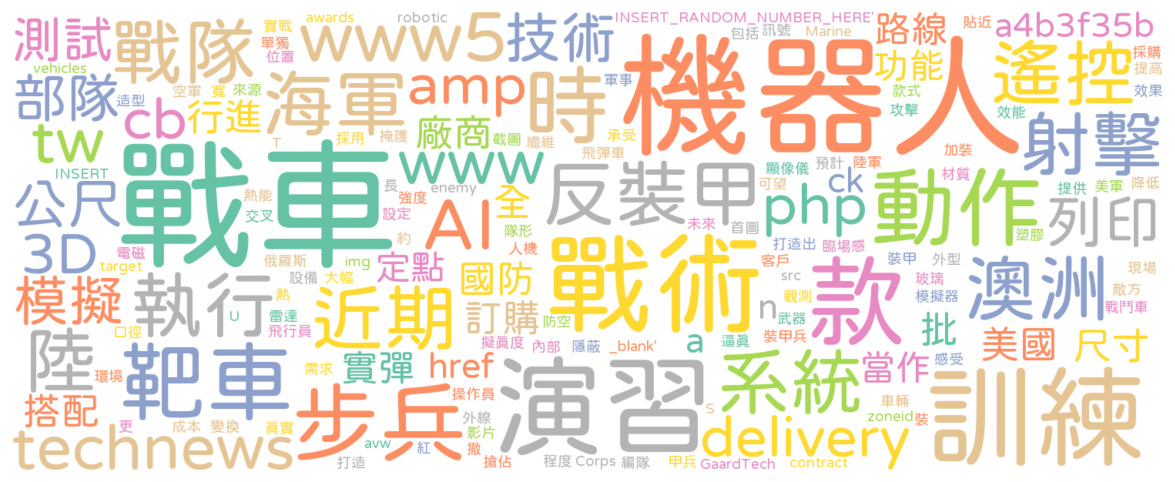 測試
戰隊
實戰
awards
單獨
位置
robotic
www5
技術
INSERT_RANDOM_NUMBER_HERE'
包括
訊號
Marine
路線
貼近
a4b3f35b
採購
提高
vehicles
部隊
造型
空軍
寬
來源
cb
行進
海軍
amp
軍事
時
機器人
功能
款式
攻擊
遙控
效果
效能
tw
T
採用
掩護
廠商
截圖
纖維
承受
飛彈車
www
射擊
加裝
INSERT
戰車
公尺
3D
熱能
交叉
長
強度
設定
enemy
約
AI
全
隊形
人機
反裝甲
顯像儀
預計
陸軍
可望
首圖
未來
ck
php
材質
動作
提供
美軍
降低
塑膠
列印
電磁
target
俄羅斯
設備
img
大幅
定點
國防
戰術
打造出
臨場感
客戶
src
裝甲
外型
玻璃
模擬器
武器
觀測
n
款
澳洲
現場
敵方
戰鬥車
模擬
執行
熱
U
雷達
飛行員
近期
訂購
防空
擬真度
內部
隱蔽
_blank'
a
逼真
裝甲兵
批
美國
尺寸
口徑
陸
環境
靶車
需求
實彈
href
操作員
演習
系統
當作
感受
訓練
搭配
更
成本
變換
真實
步兵
外線
影片
撤
搶佔
S
車輛
zoneid
裝
technews
打造
avw
紅
程度
Corps
編隊
甲兵
GaardTech
delivery
contract